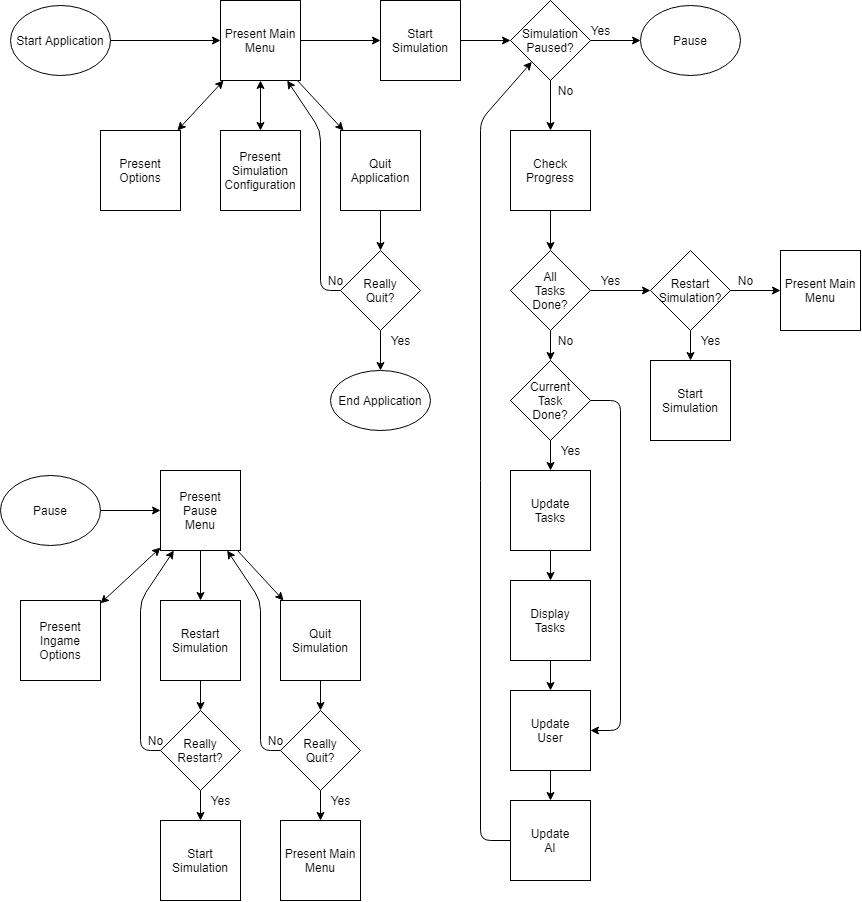 Start Application
Present Main
Menu
Start
Simulation
Simulation
Paused?
Yes
Pause
No
Present
Options
Present
Simulation
Configuration
Quit
Application
Check
Progress
No
Really
Quit?
Yes
End Application
All
Tasks
Done?
Yes
Restart
Simulation?
No
Present Main
Menu
Yes
Start
Simulation
No
Current
Task
Done?
Yes
Update
Tasks
Display
Tasks
Update
User
Update
AI
Pause
Present
Pause
Menu
Present
Ingame
Options
Restart
Simulation
Quit
Simulation
No
Really
Restart?
Yes
Start
Simulation
No
Really
Quit?
Yes
Present Main
Menu